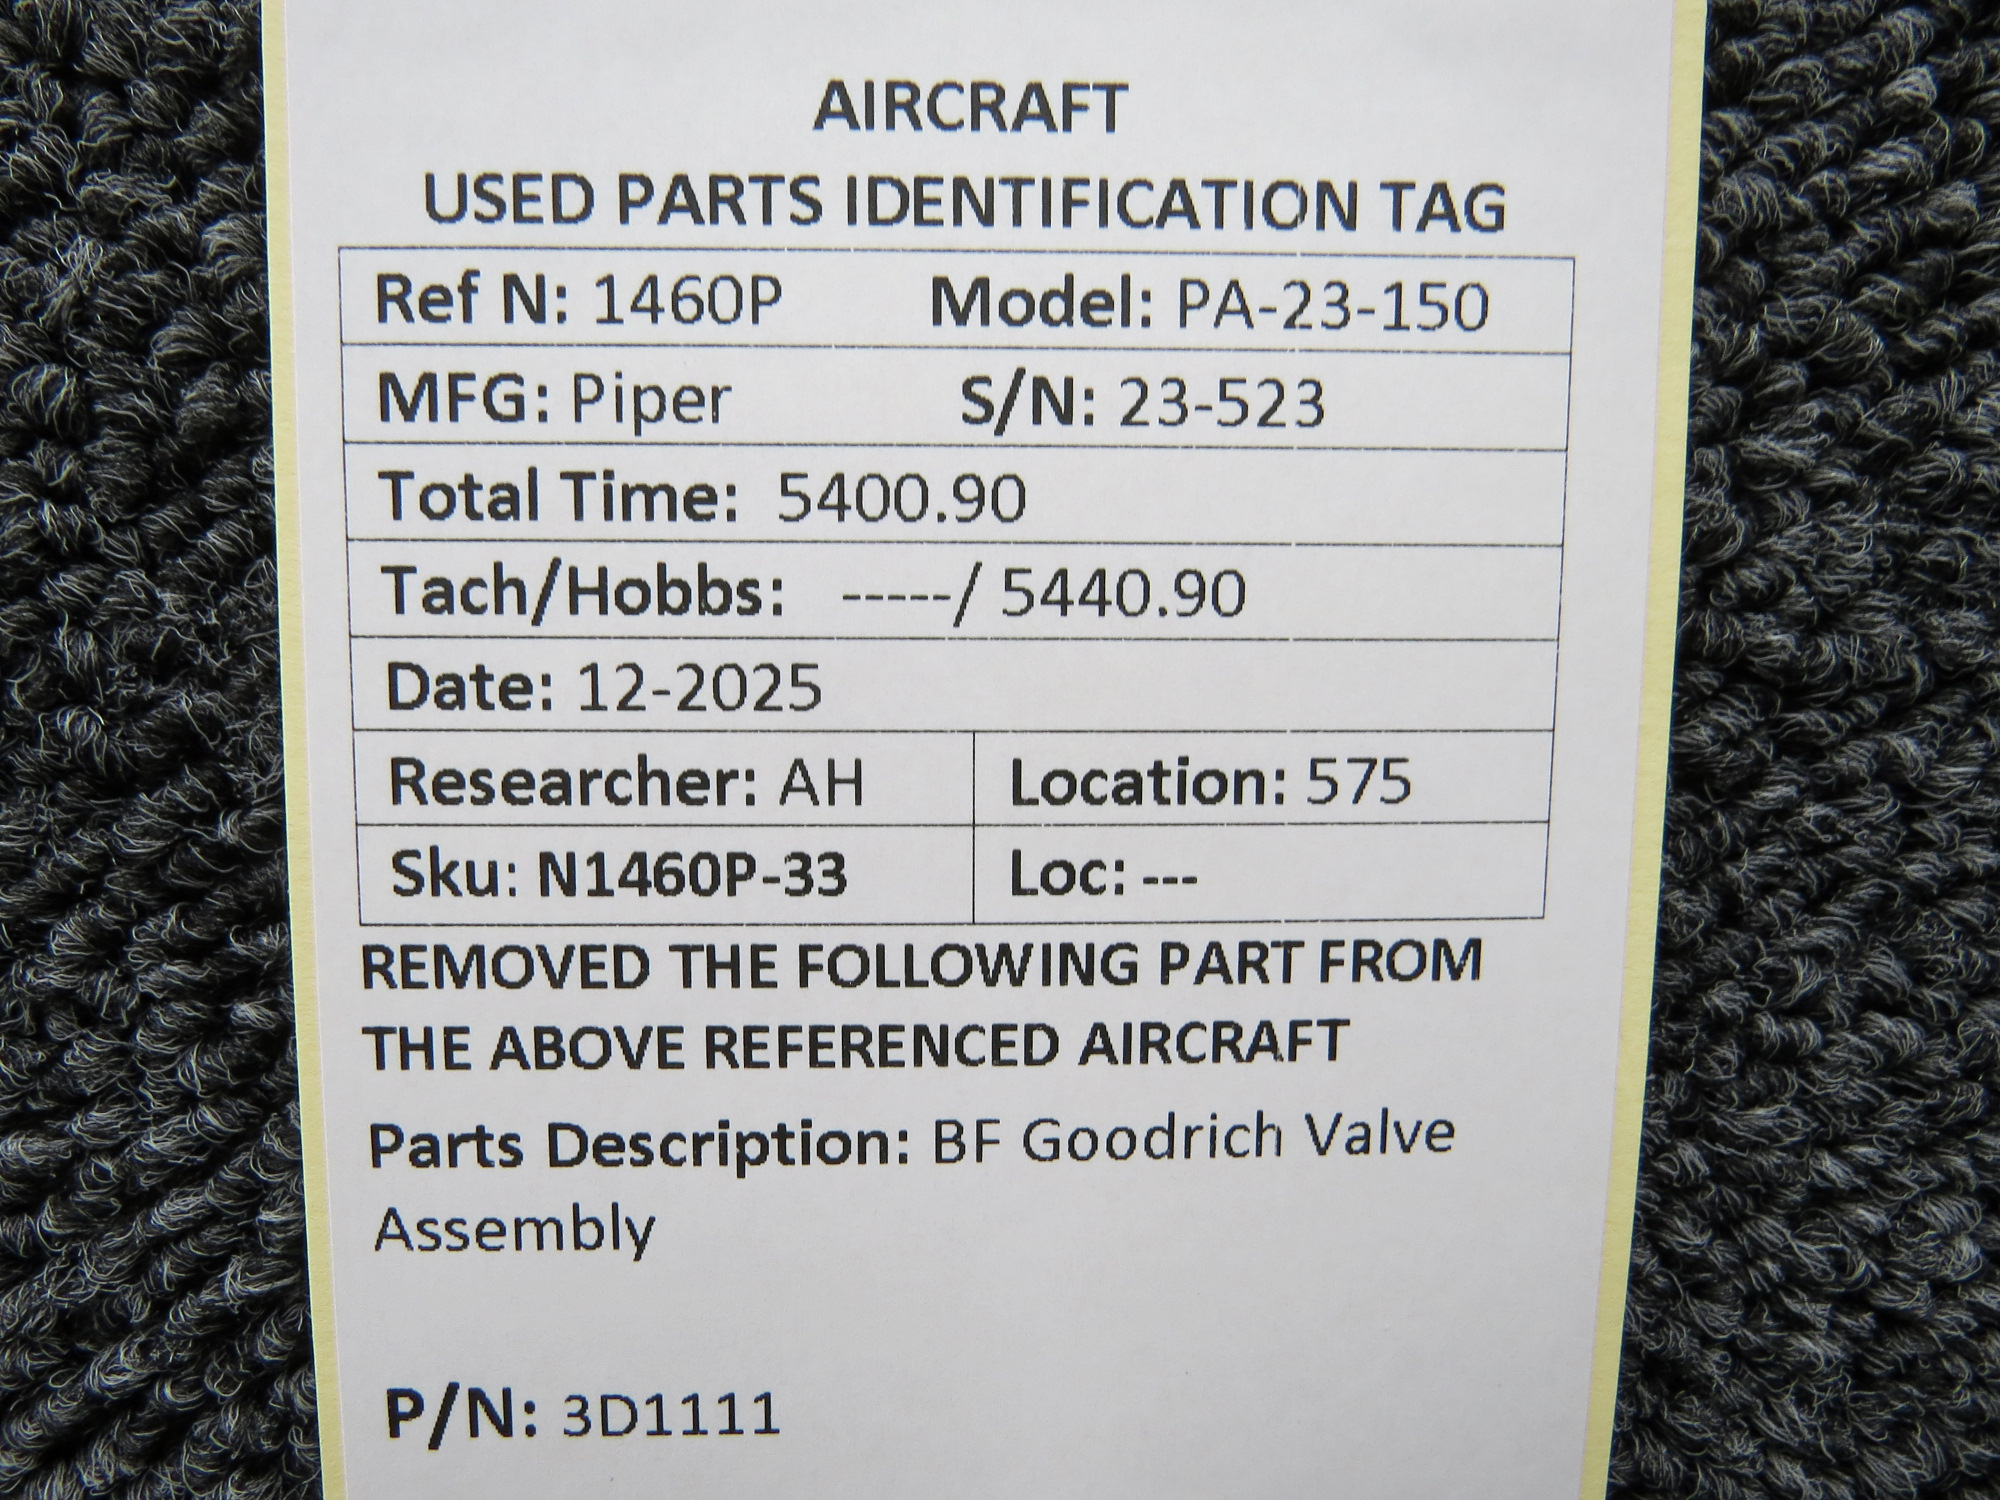 AIRCRAFT
USED PARTS IDENTIFICATION TAG
Ref N: 1460P Model: PA-23-150
MFG: Piper S/N: 23-523
Total Time: 5400.90
Tach/Hobbs: -----/ 5440.90
Date: 12-2025
Researcher: AH Location: 575
Sku: N1460P-33 Loc: ---
REMOVED THE FOLLOWING PART FROM
THE ABOVE REFERENCED AIRCRAFT
Parts Description: BF Goodrich Valve
Assembly
P/N: 3D1111